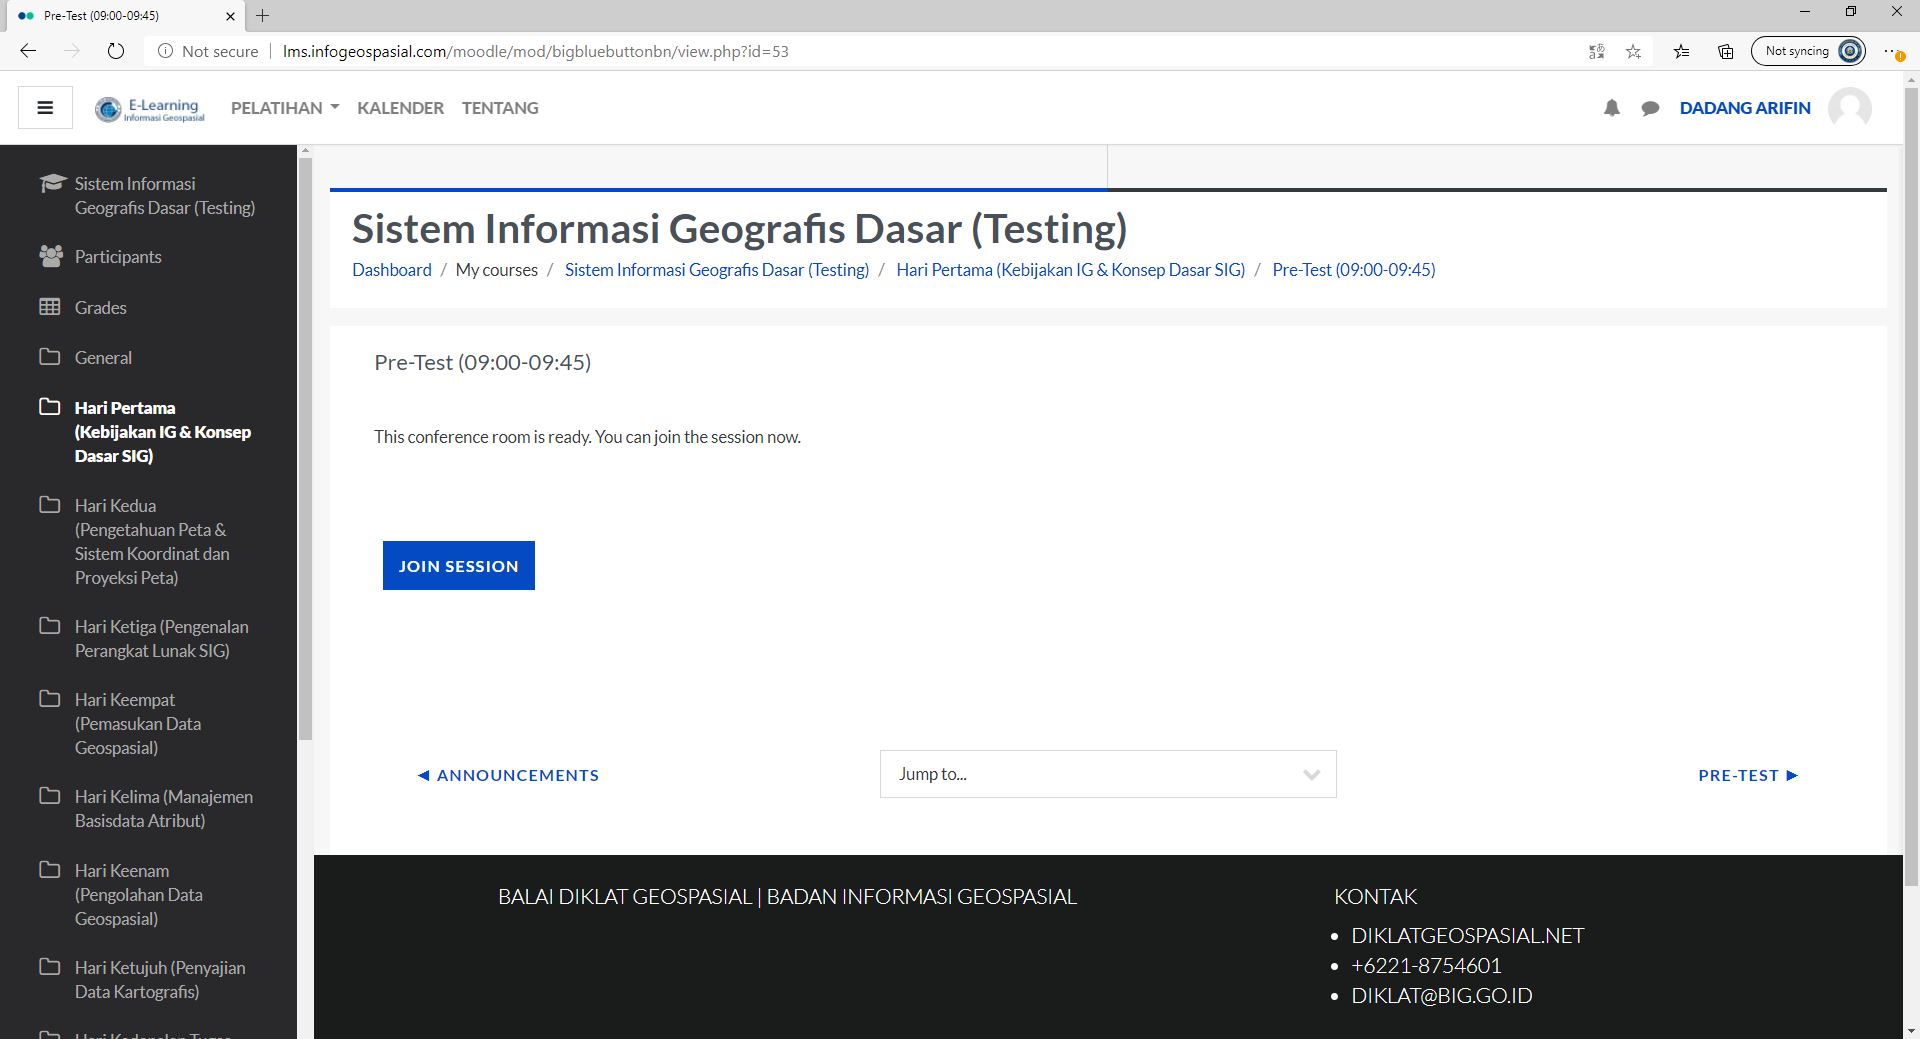 Pre-Test (09:00-09:45)
Not secure
lms.infogeospasial.com/moodle/mod/bigbluebuttonbn/view.php?id=53
Not syncing
E-Learning
Informasi Geospasial
PELATIHAN
KALENDER
TENTANG
DADANG ARIFIN
Sistem Informasi
Geografis Dasar (Testing)
Participants
Grades
General
Hari Pertama
(Kebijakan IG & Konsep
Dasar SIG)
Hari Kedua
(Pengetahuan Peta &
Sistem Koordinat dan
Proyeksi Peta)
Hari Ketiga (Pengenalan
Perangkat Lunak SIG)
Hari Keempat
(Pemasukan Data
Geospasial)
Hari Kelima (Manajemen
Basisdata Atribut)
Hari Keenam
(Pengolahan Data
Geospasial)
Hari Ketujuh (Penyajian
Data Kartografis)
Sistem Informasi Geografis Dasar (Testing)
Dashboard / My courses / Sistem Informasi Geografis Dasar (Testing) / Hari Pertama (Kebijakan IG & Konsep Dasar SIG) / Pre-Test (09:00-09:45)
Pre-Test (09:00-09:45)
This conference room is ready. You can join the session now.
JOIN SESSION
◀ ANNOUNCEMENTS
Jump to...
PRE-TEST ▶
BALAI DIKLAT GEOSPASIAL | BADAN INFORMASI GEOSPASIAL
KONTAK
• DIKLATGEOSPASIAL.NET
• +6221-8754601
• DIKLAT@BIG.GO.ID